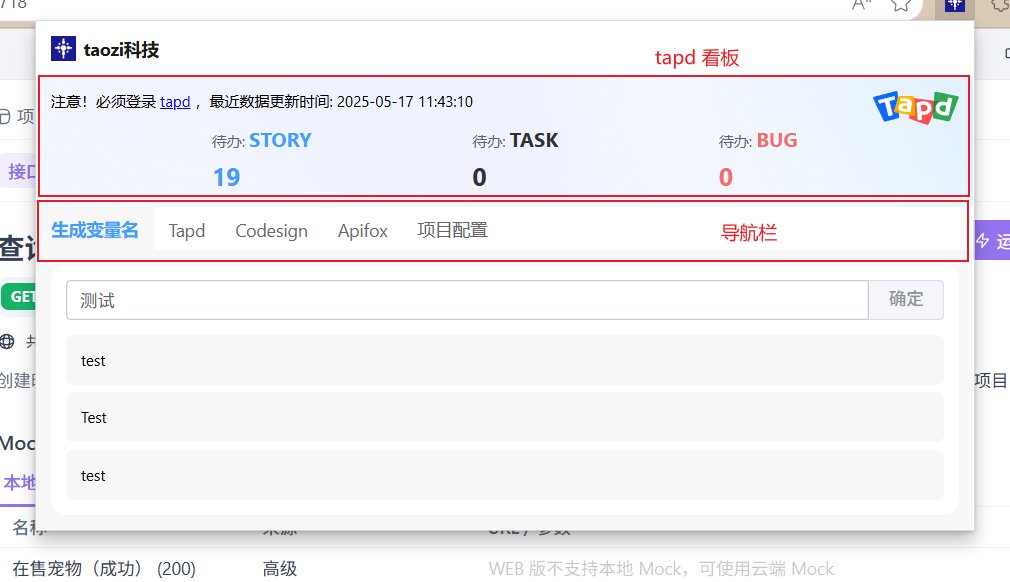 /18
taozi科技
tapd 看板
注意！必须登录 tapd ，最近数据更新时间: 2025-05-17 11:43:10
Tapd
待办: STORY 待办: TASK 待办: BUG
19 0 0
项
接口
生成变量名 Tapd Codesign Apifox 项目配置
导航栏
GET
测试 确定
test
创建
项目
Test
Moc
test
本地
名称
在售宠物（成功） (200) 高级 WEB 版不支持本地 Mock，可使用云端 Mock